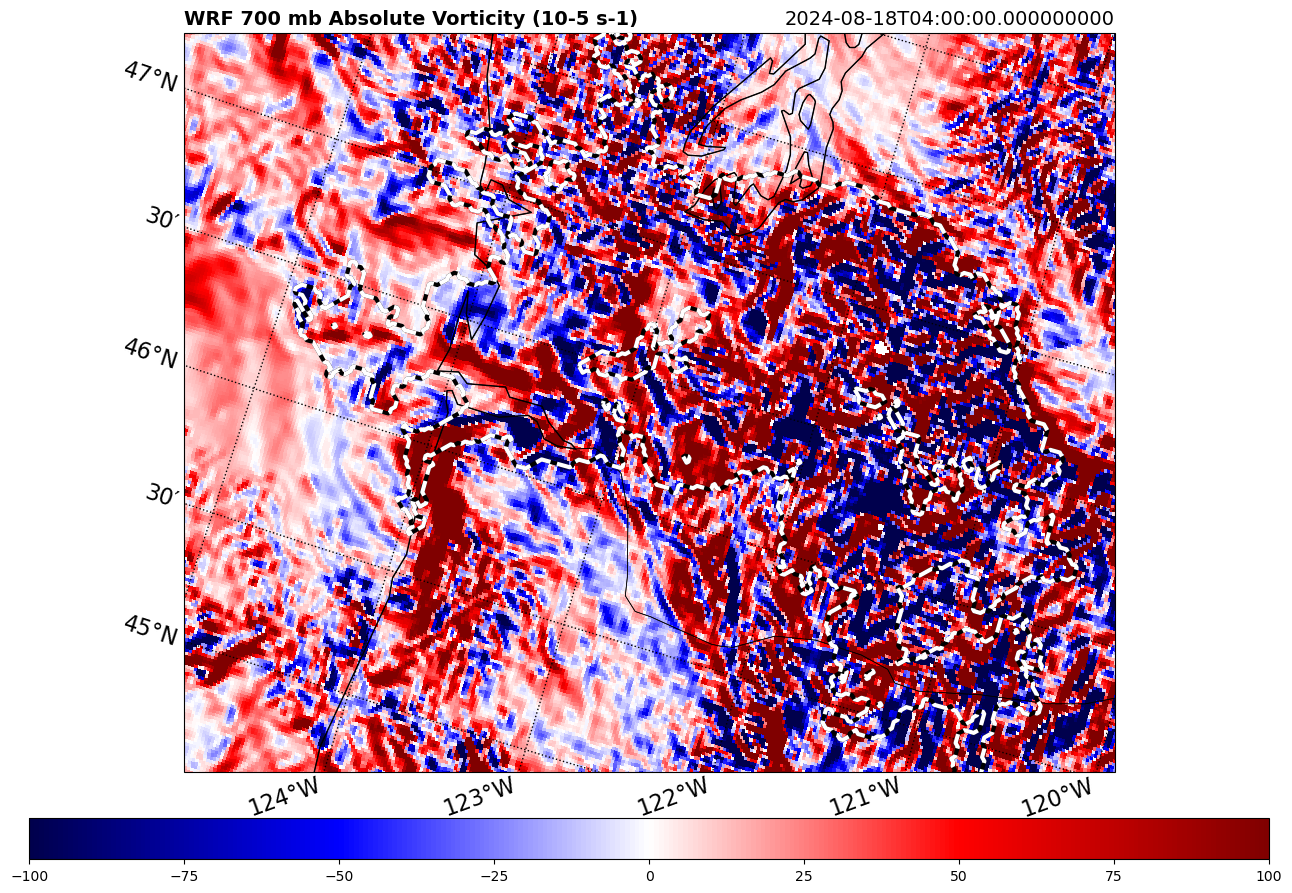 WRF 700 mb Absolute Vorticity (10-5 s-1) 2024-08-18T04:00:00.000000000
47°N
30′
46°N
30′
45°N
124°W 123°W 122°W 121°W 120°W
−100 −75 −50 −25 0 25 50 75 100